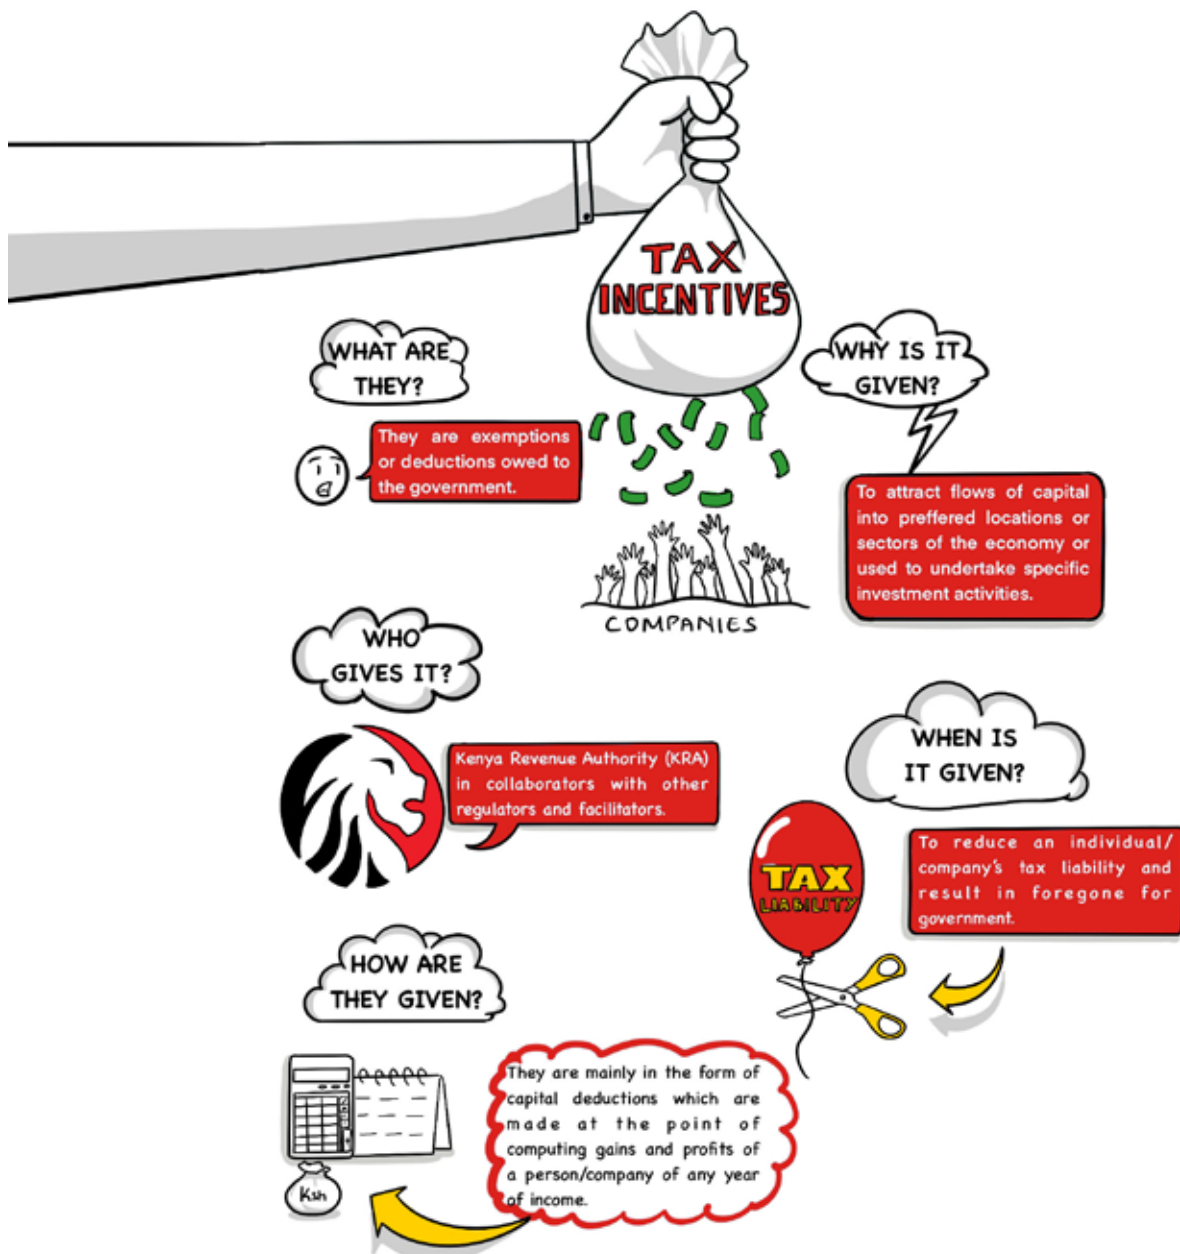 TAX
INCENTIVES
WHAT ARE
THEY?
They are exemptions
or deductions owed to
the government.
WHY IS IT
GIVEN?
To attract flows of capital
into preffered locations or
sectors of the economy or
used to undertake specific
investment activities.
COMPANIES
WHO
GIVES IT?
Kenya Revenue Authority (KRA)
in collaborators with other
regulators and facilitators.
WHEN IS
IT GIVEN?
To reduce an individual/
company's tax liability and
result in foregone for
government.
TAX
LIABILITY
HOW ARE
THEY GIVEN?
They are mainly in the form of
capital deductions which are
made at the point of
computing gains and profits of
a person/company of any year
of income.
Ksh